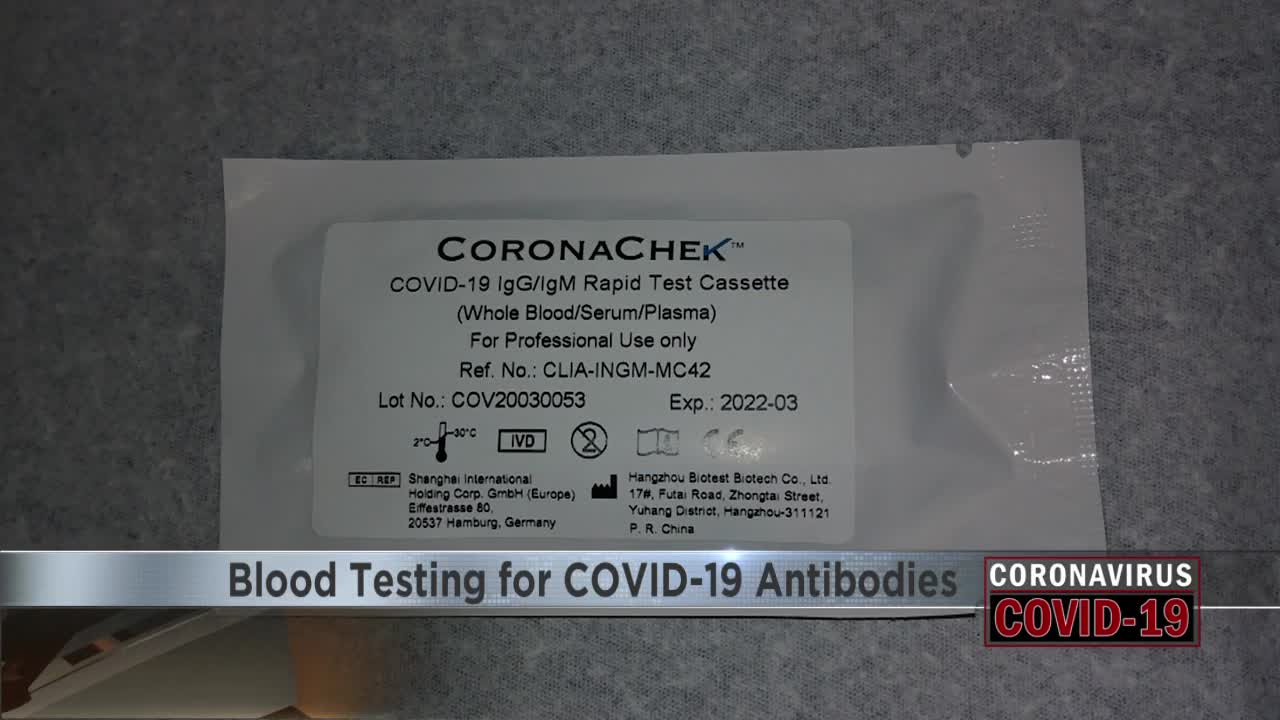 CORONACHEK™
COVID-19 IgG/IgM Rapid Test Cassette
(Whole Blood/Serum/Plasma)
For Professional Use only
Ref. No.: CLIA-INGM-MC42
Lot No.: COV20030053 Exp.: 2022-03
2°C 30°C IVD 2 CE
EC REP Shanghai International
Holding Corp. GmbH (Europe)
Eiffestrasse 80,
20537 Hamburg, Germany
Hangzhou Biotest Biotech Co., Ltd.
17#, Futai Road, Zhongtai Street,
Yuhang District, Hangzhou-311121
P. R. China
Blood Testing for COVID-19 Antibodies
CORONAVIRUS
COVID-19